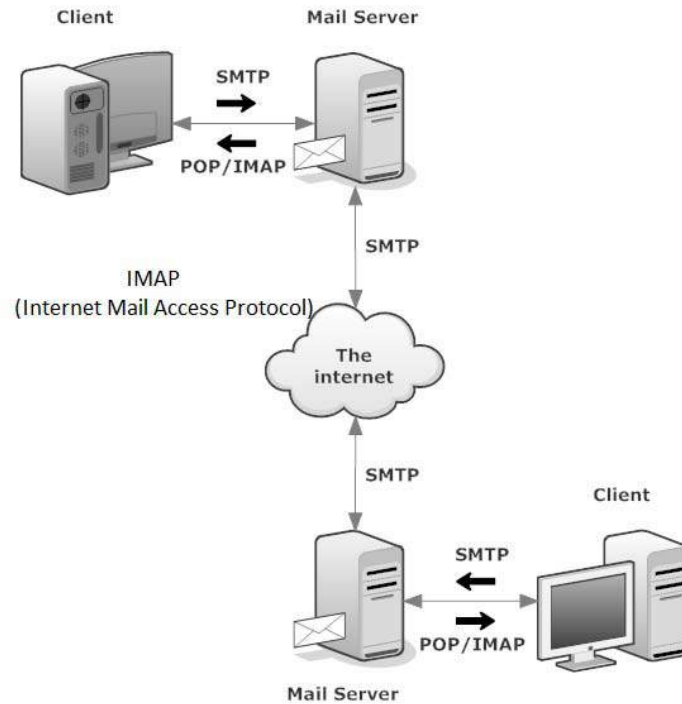 Client
Mail Server
SMTP
POP/IMAP
SMTP
IMAP
(Internet Mail Access Protocol)
The
internet
SMTP
Client
SMTP
POP/IMAP
Mail Server